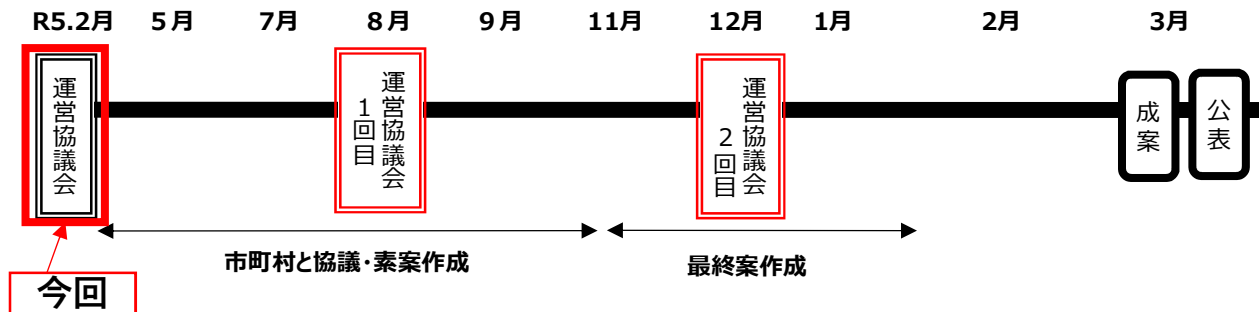 R5.2月 5月 7月 8月 9月 11月 12月 1月 2月 3月
運営協議会
運営協議会
1回目
運営協議会
2回目
成案
公表
市町村と協議・素案作成
最終案作成
今回